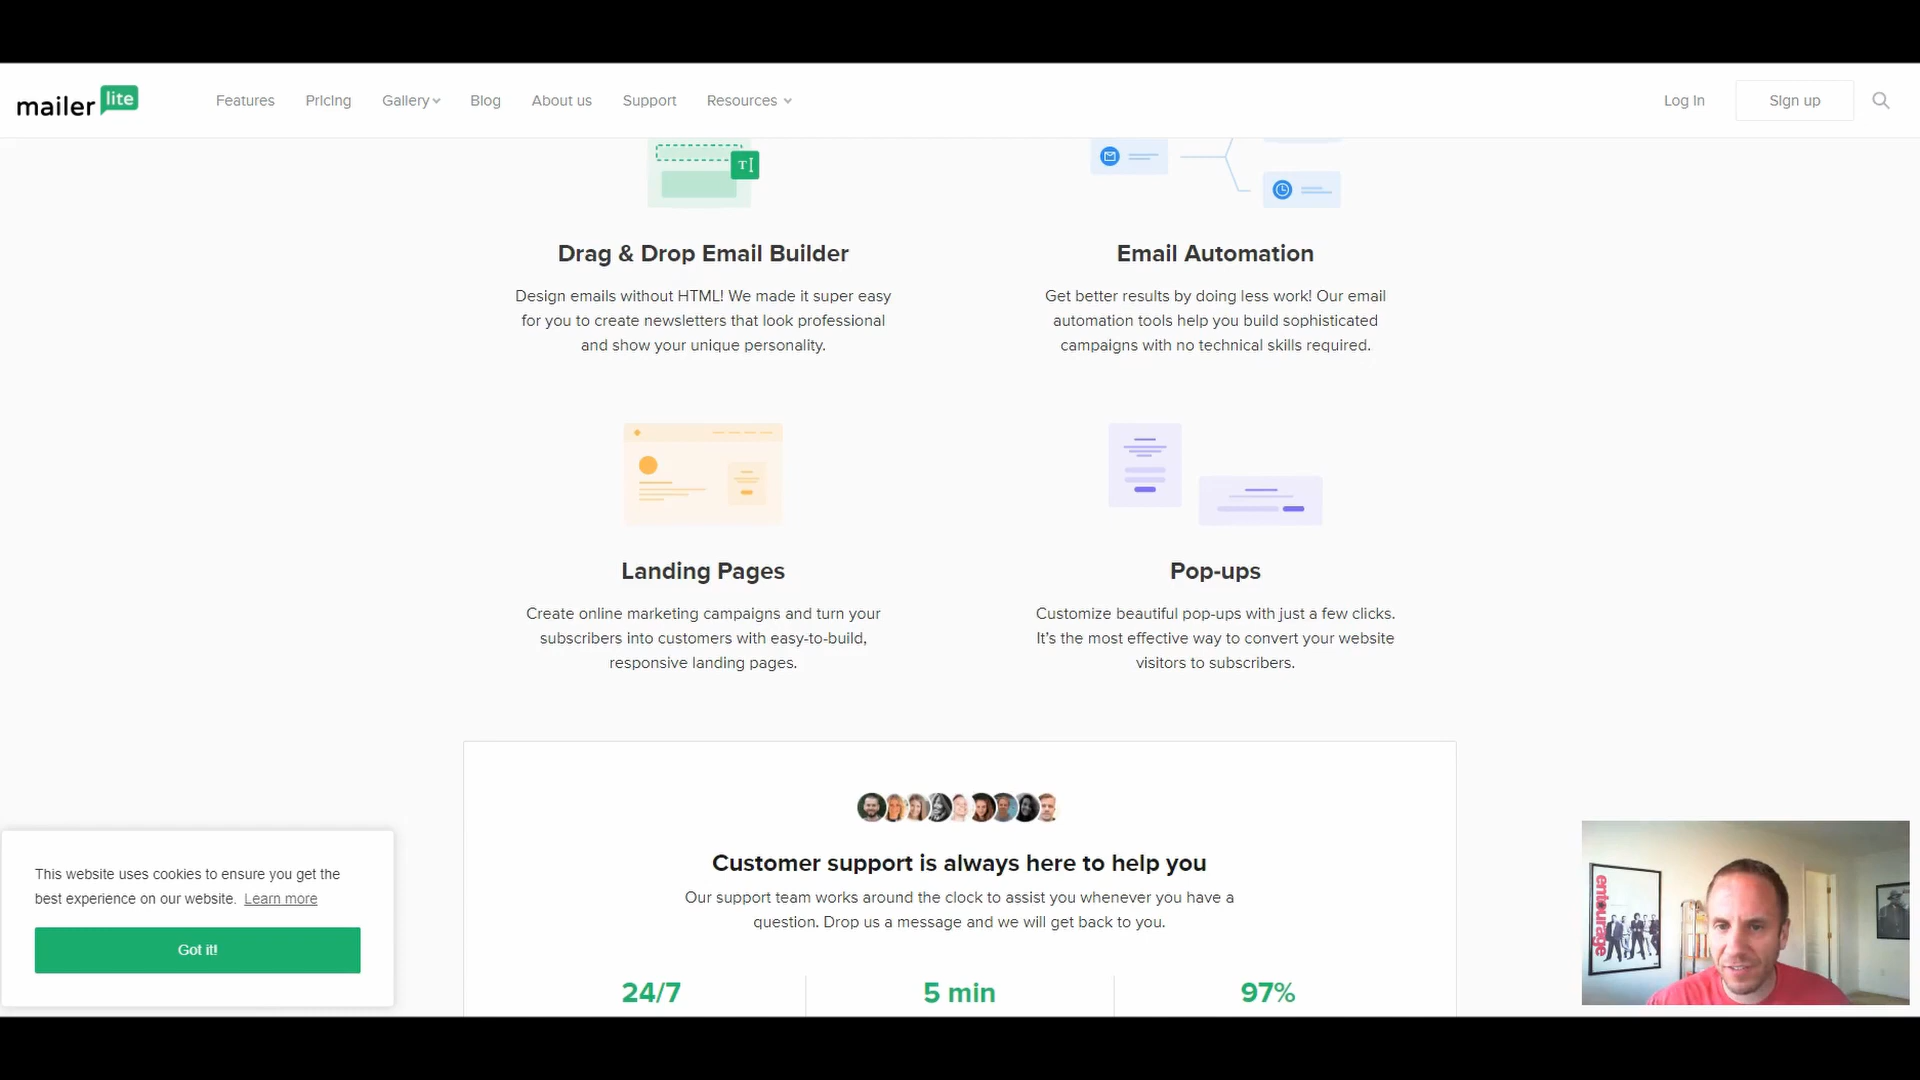 mailer lite
Features
Pricing
Gallery
Blog
About us
Support
Resources
Log In
Sign up
T
Drag & Drop Email Builder
Design emails without HTML! We made it super easy
for you to create newsletters that look professional
and show your unique personality.
Email Automation
Get better results by doing less work! Our email
automation tools help you build sophisticated
campaigns with no technical skills required.
Landing Pages
Create online marketing campaigns and turn your
subscribers into customers with easy-to-build,
responsive landing pages.
Pop-ups
Customize beautiful pop-ups with just a few clicks.
It's the most effective way to convert your website
visitors to subscribers.
Customer support is always here to help you
Our support team works around the clock to assist you whenever you have a
question. Drop us a message and we will get back to you.
24/7
5 min
97%
This website uses cookies to ensure you get the
best experience on our website. Learn more
Got it!
entourage